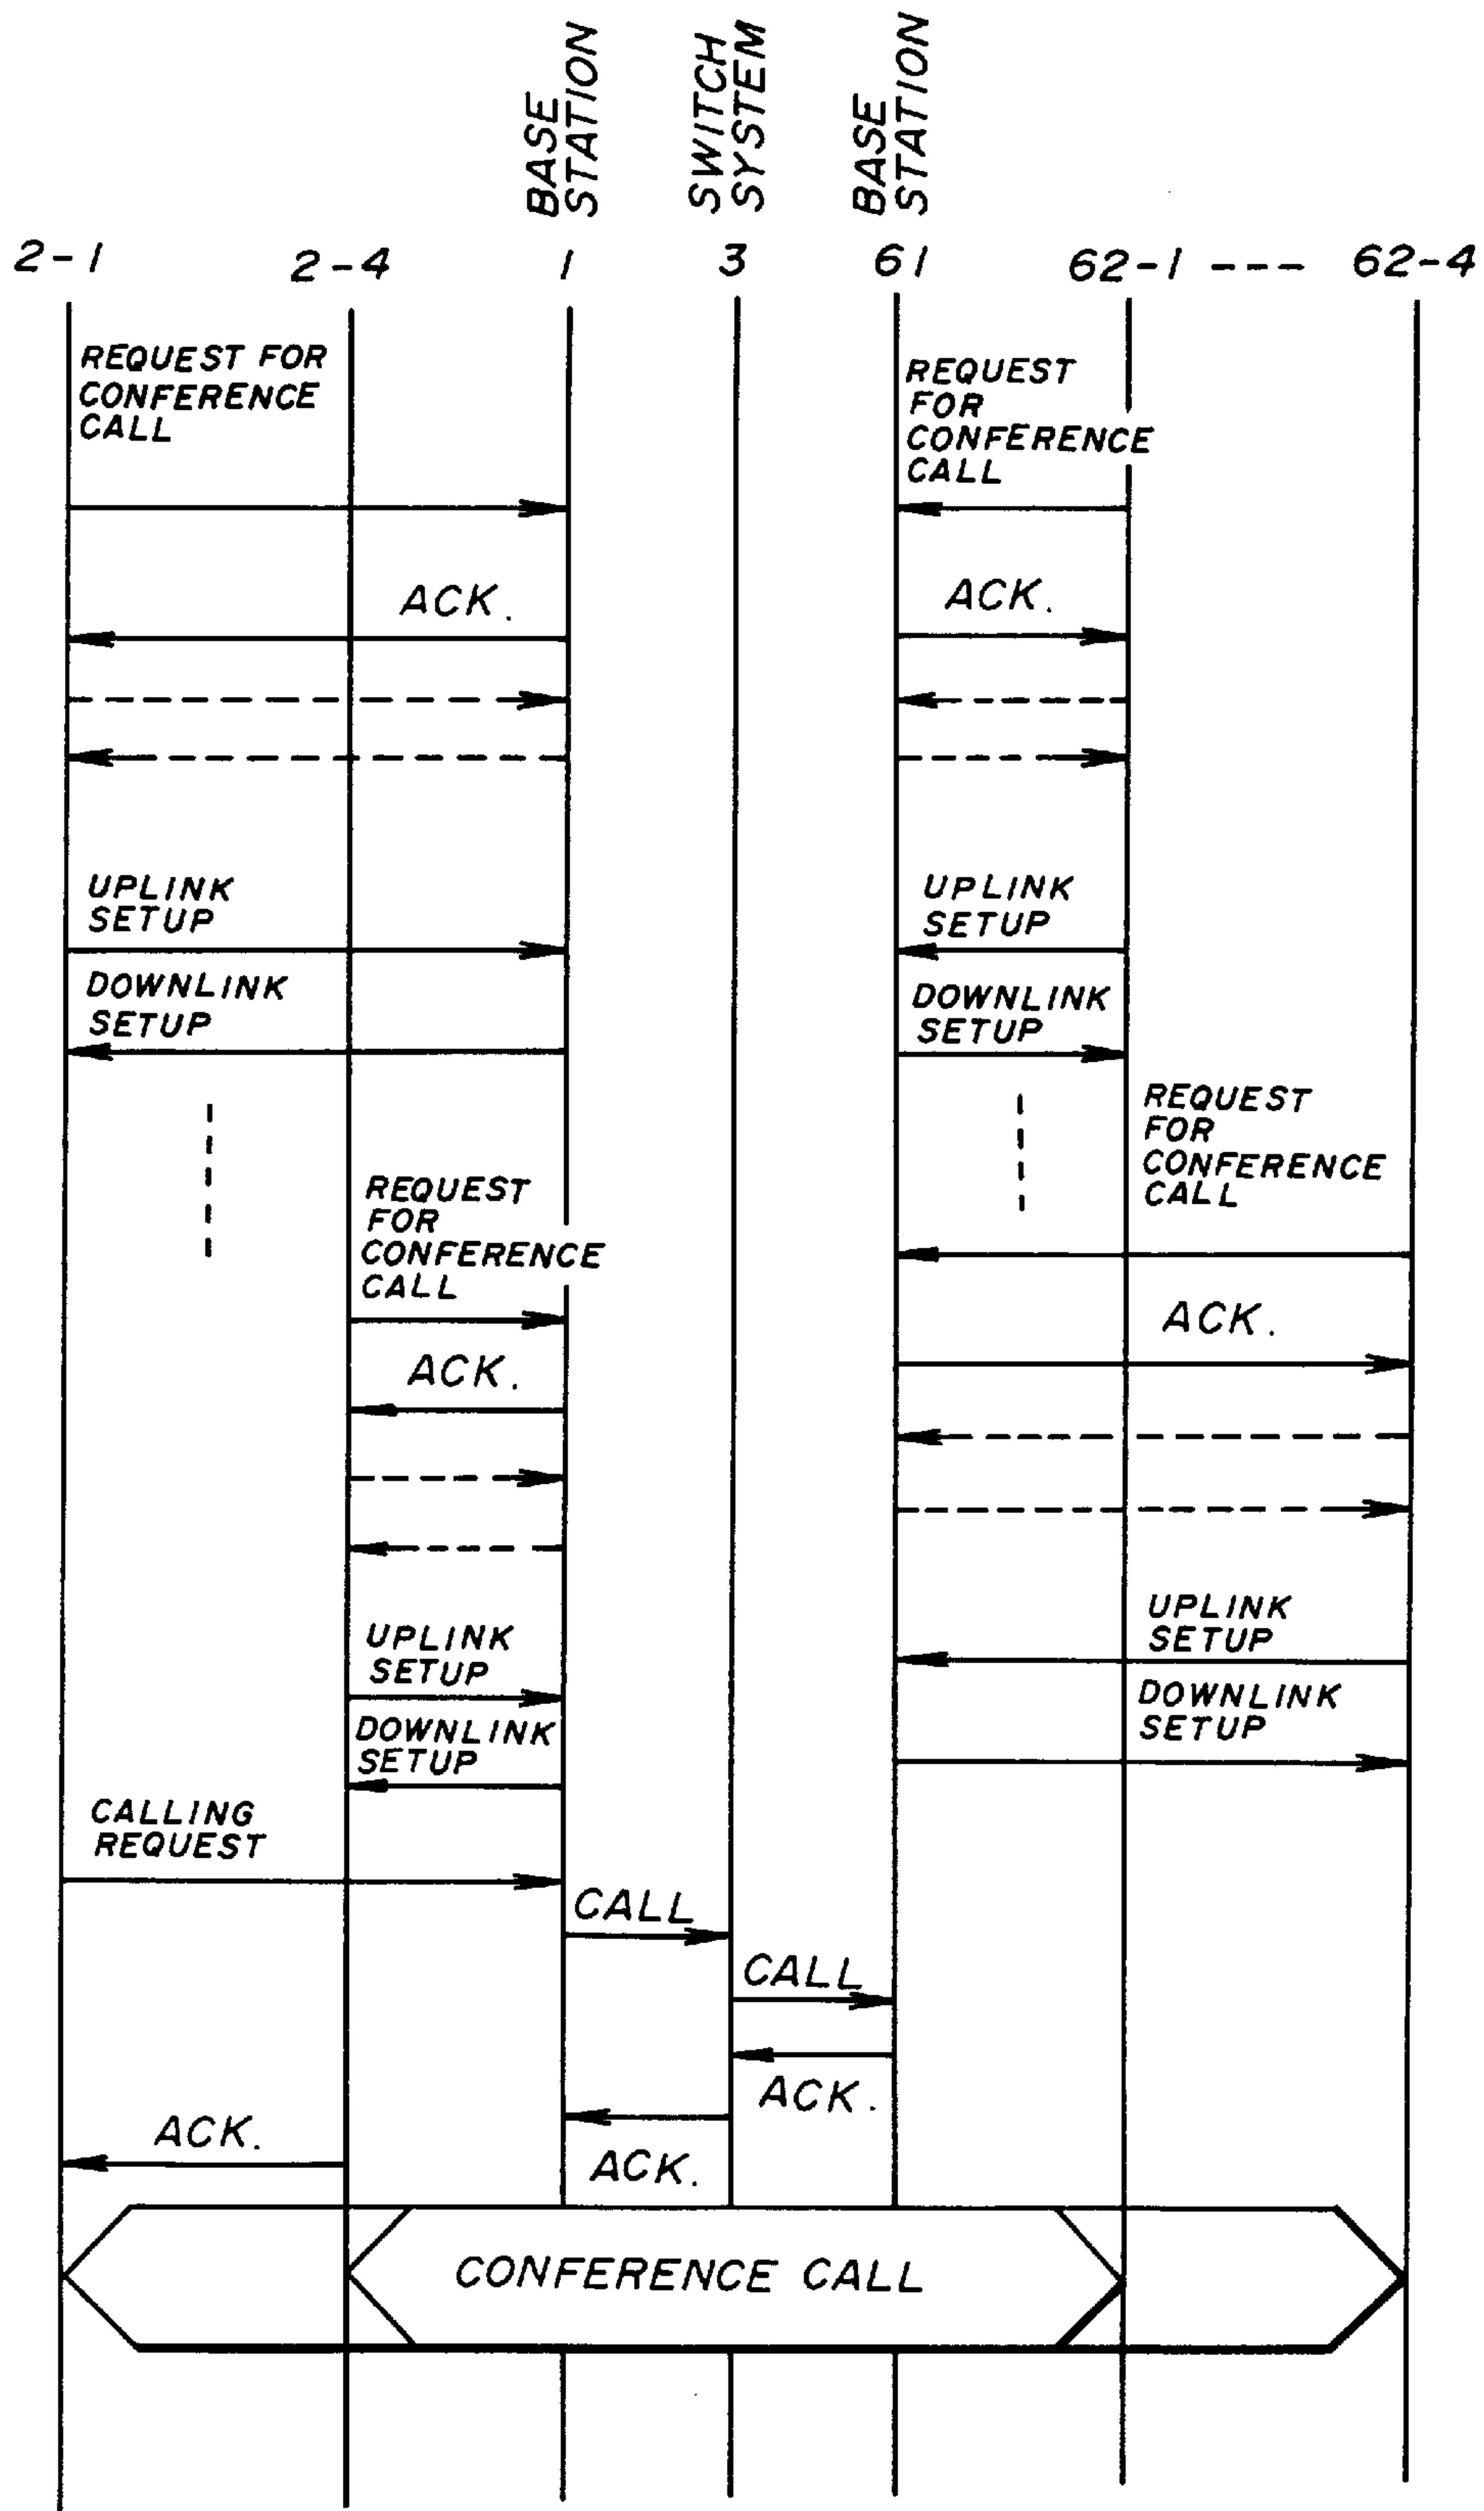 BASE
STATION
SWITCH
SYSTEM
BASE
STATION
2-1
2-4
1
3
61
62-1 ---
62-4
REQUEST FOR
CONFERENCE
CALL
REQUEST
FOR
CONFERENCE
CALL
ACK.
ACK.
UPLINK
SETUP
UPLINK
SETUP
DOWNLINK
SETUP
DOWNLINK
SETUP
REQUEST
FOR
CONFERENCE
CALL
REQUEST
FOR
CONFERENCE
CALL
ACK.
ACK.
UPLINK
SETUP
UPLINK
SETUP
DOWNLINK
SETUP
DOWNLINK
SETUP
CALLING
REQUEST
CALL
CALL
ACK.
ACK.
ACK.
CONFERENCE CALL